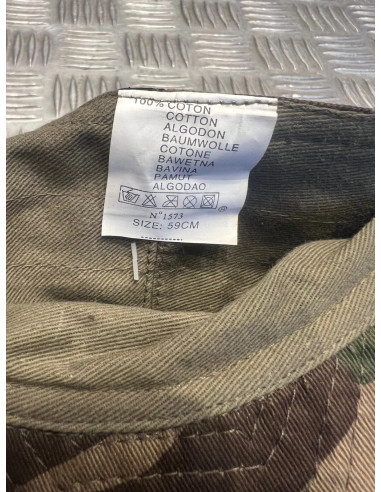 100% COTON
COTTON
ALGODON
BAUMWOLLE
COTONE
BAWETNA
BAVINA
PAMUT
ALGODAO
N°1573
SIZE: 59CM